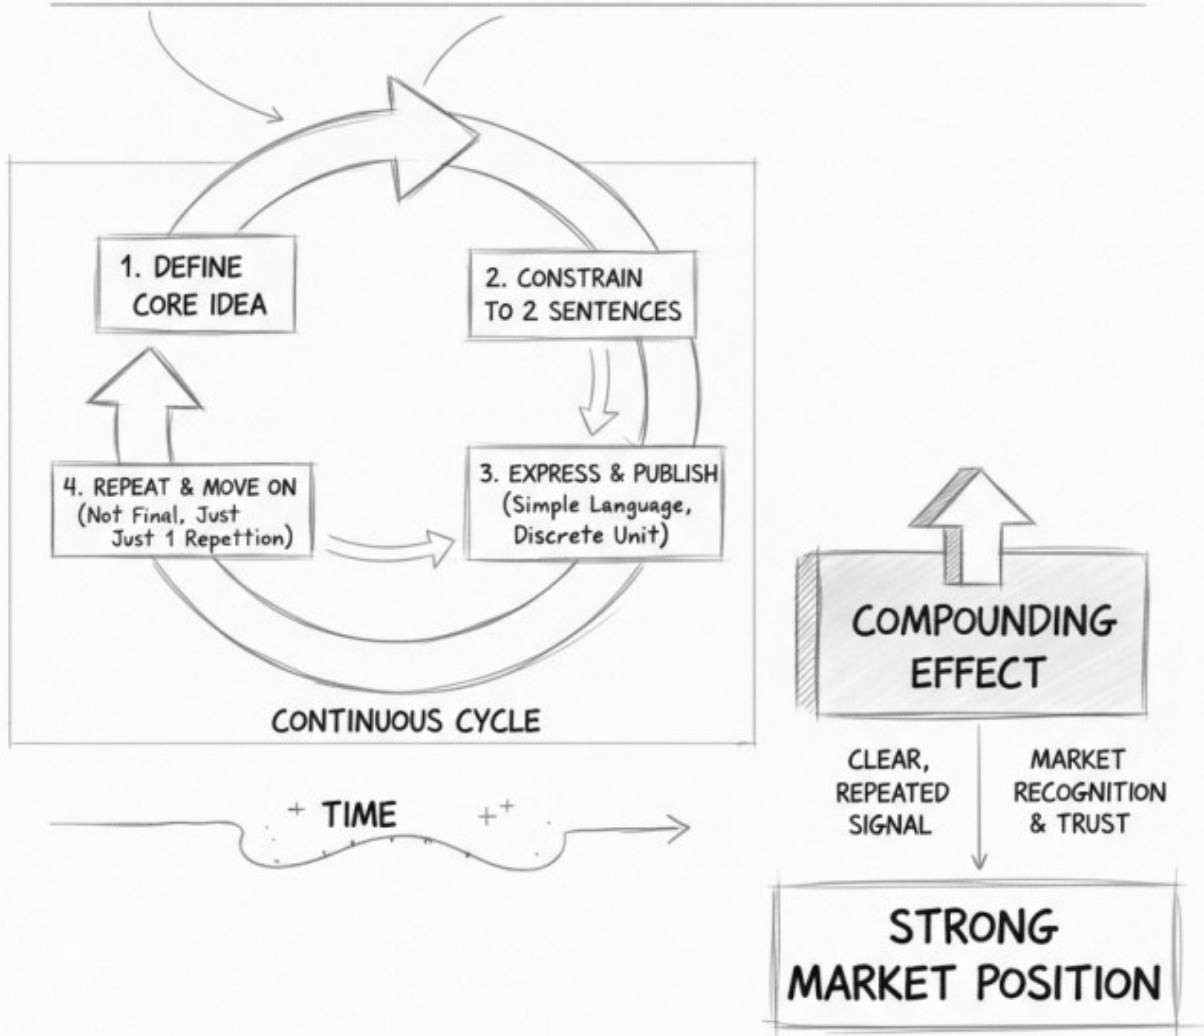 1. DEFINE
CORE IDEA
2. CONSTRAIN
TO 2 SENTENCES
3. EXPRESS & PUBLISH
(Simple Language,
Discrete Unit)
4. REPEAT & MOVE ON
(Not Final, Just
Just 1 Repettion)
CONTINUOUS CYCLE
+ TIME ++
COMPOUNDING
EFFECT
CLEAR,
REPEATED
SIGNAL
MARKET
RECOGNITION
& TRUST
STRONG
MARKET POSITION